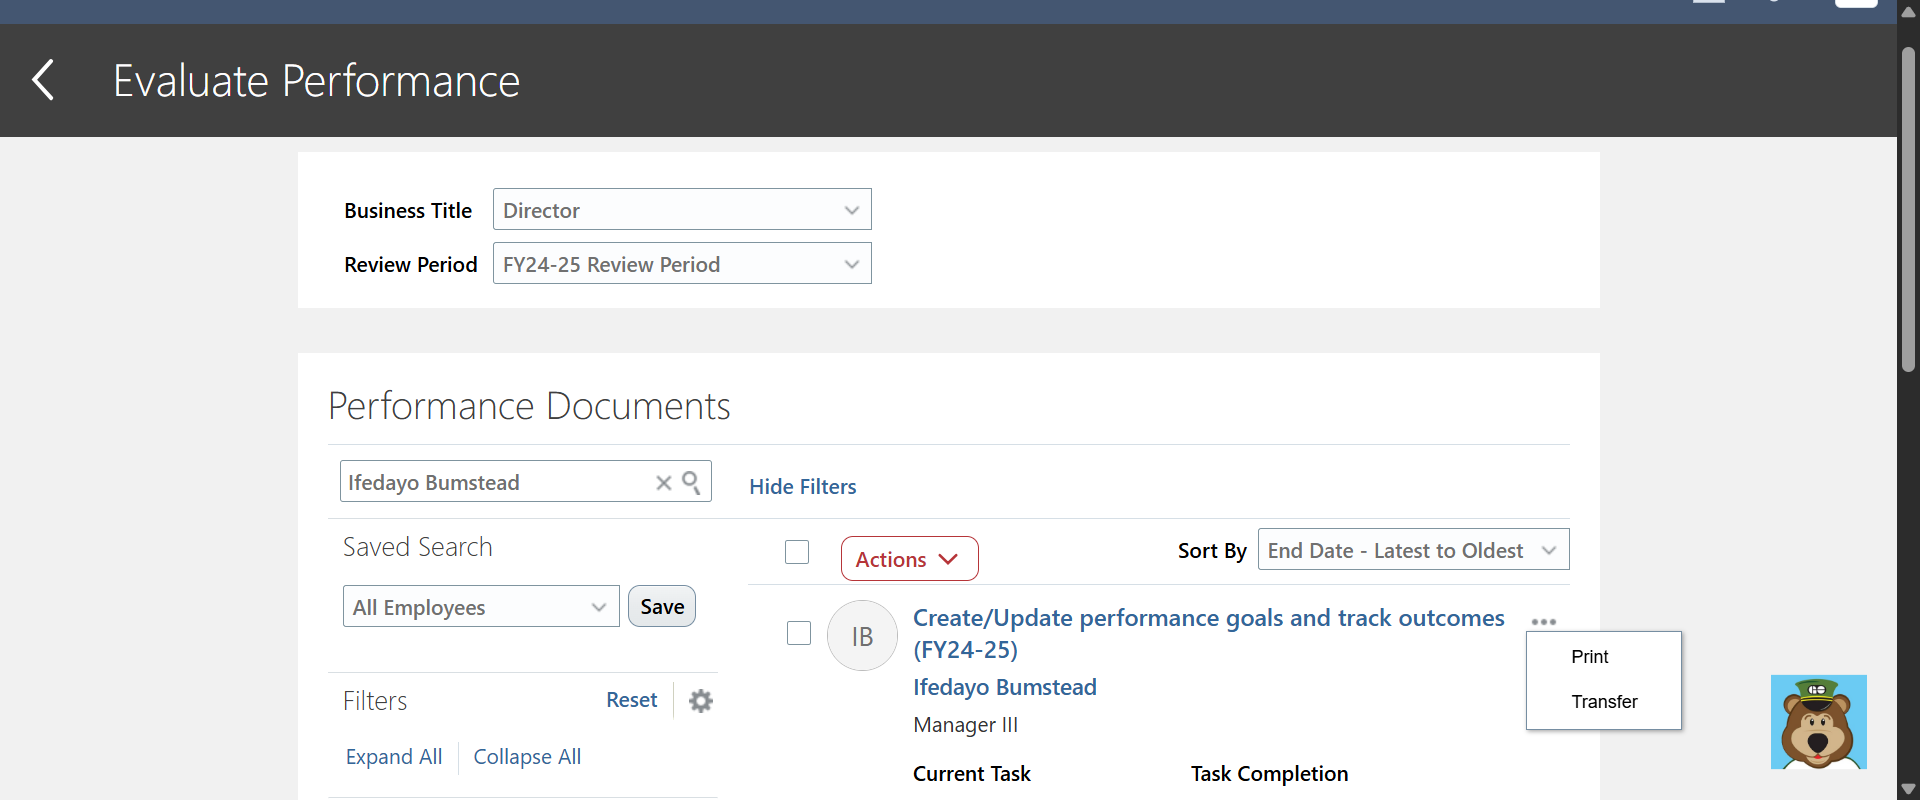 Evaluate Performance
Business Title Director
Review Period FY24-25 Review Period
Performance Documents
Ifedayo Bumstead
Hide Filters
Saved Search
All Employees Save
Filters Reset
Expand All Collapse All
Actions Sort By End Date - Latest to Oldest
IB
Create/Update performance goals and track outcomes
(FY24-25)
Ifedayo Bumstead
Manager III
Current Task Task Completion
Print
Transfer